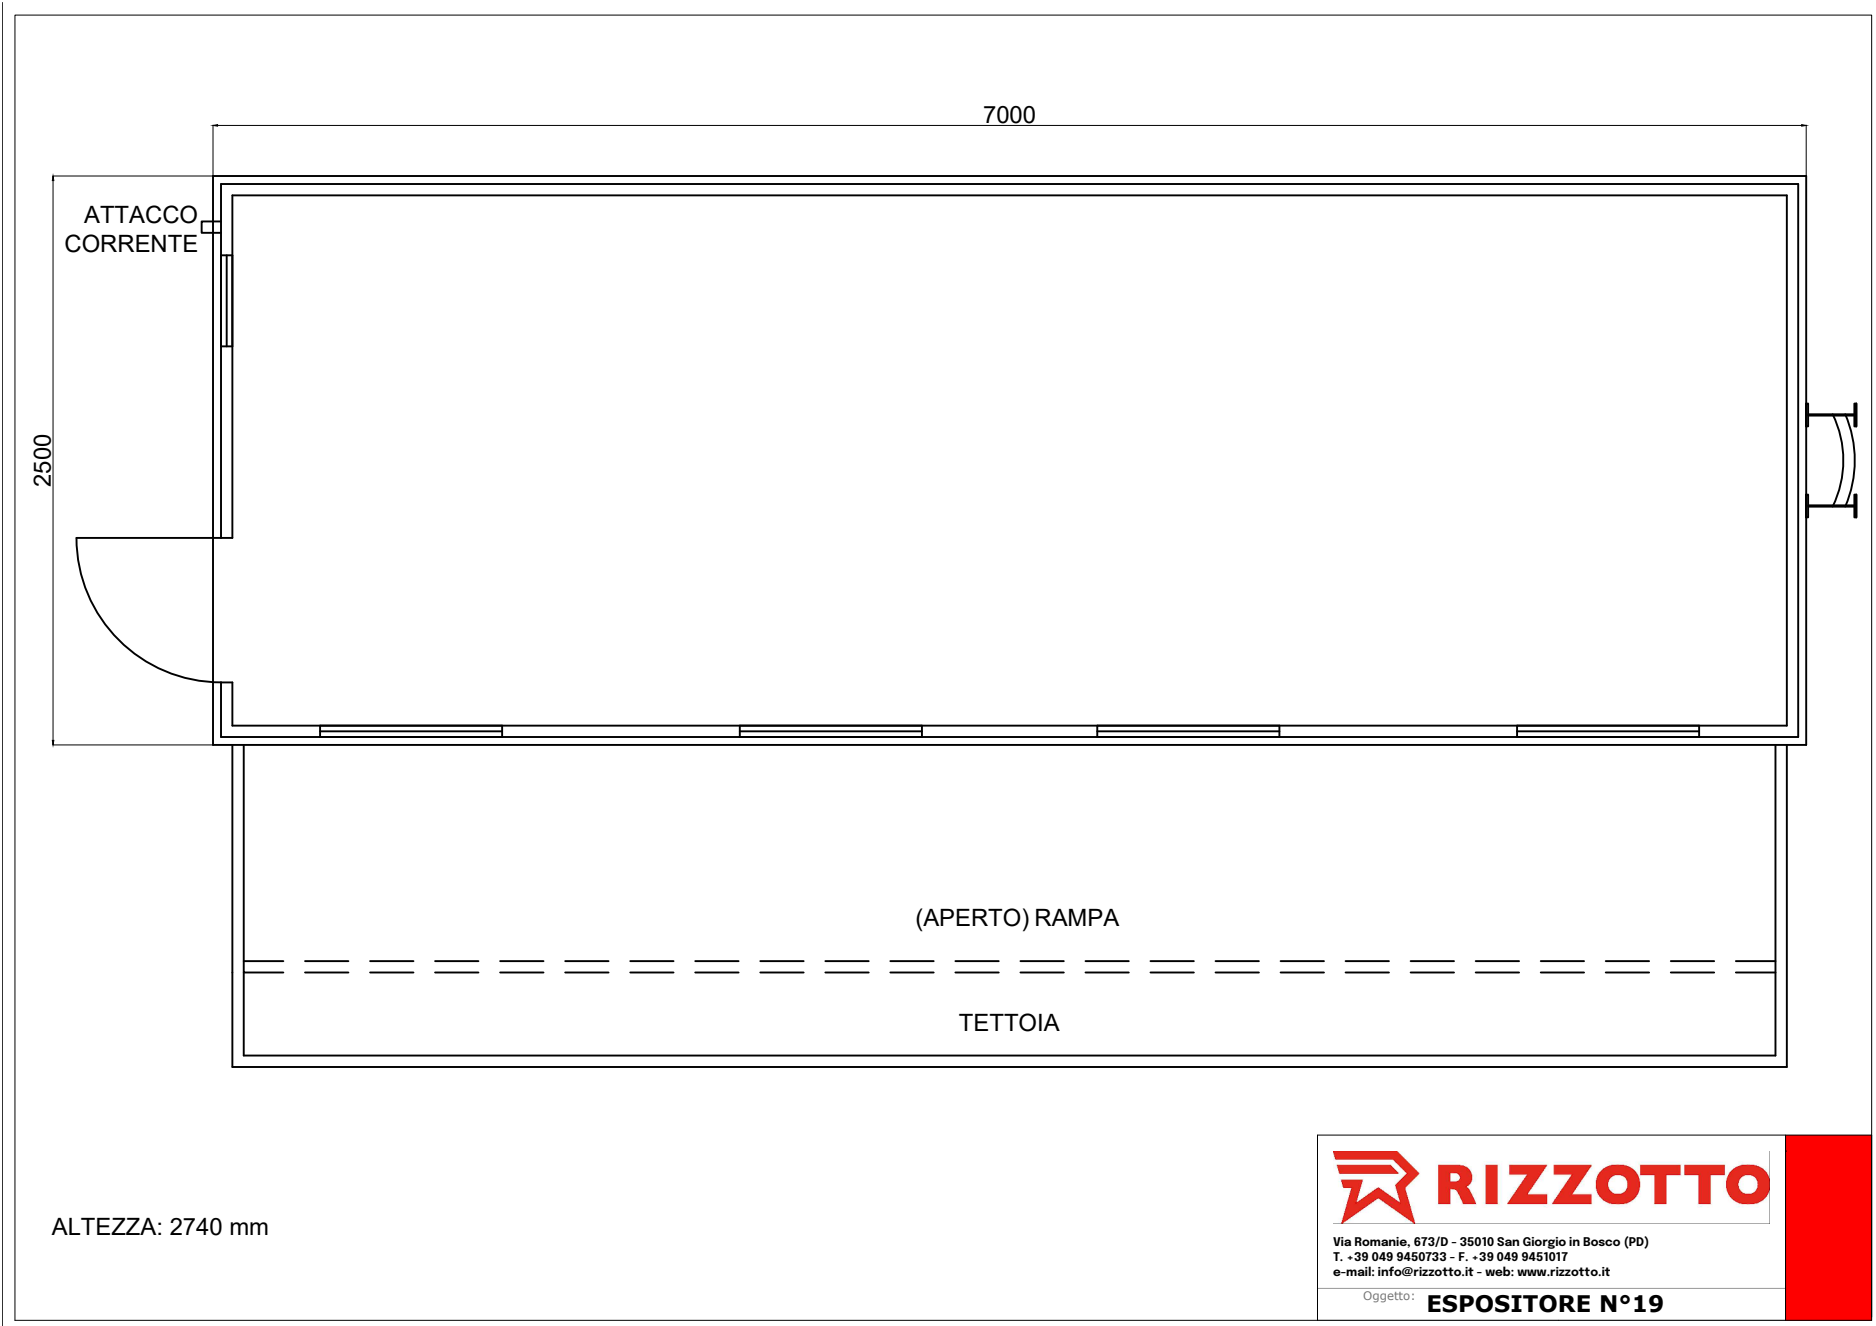 7000
ATTACCO
CORRENTE
2500
(APERTO) RAMPA
TETTOIA
ALTEZZA: 2740 mm
RIZZOTTO
Via Romanie, 673/D - 35010 San Giorgio in Bosco (PD)
T. +39 049 9450733 - F. +39 049 9451017
e-mail: info@rizzotto.it - web: www.rizzotto.it
Oggetto: ESPOSITORE N°19